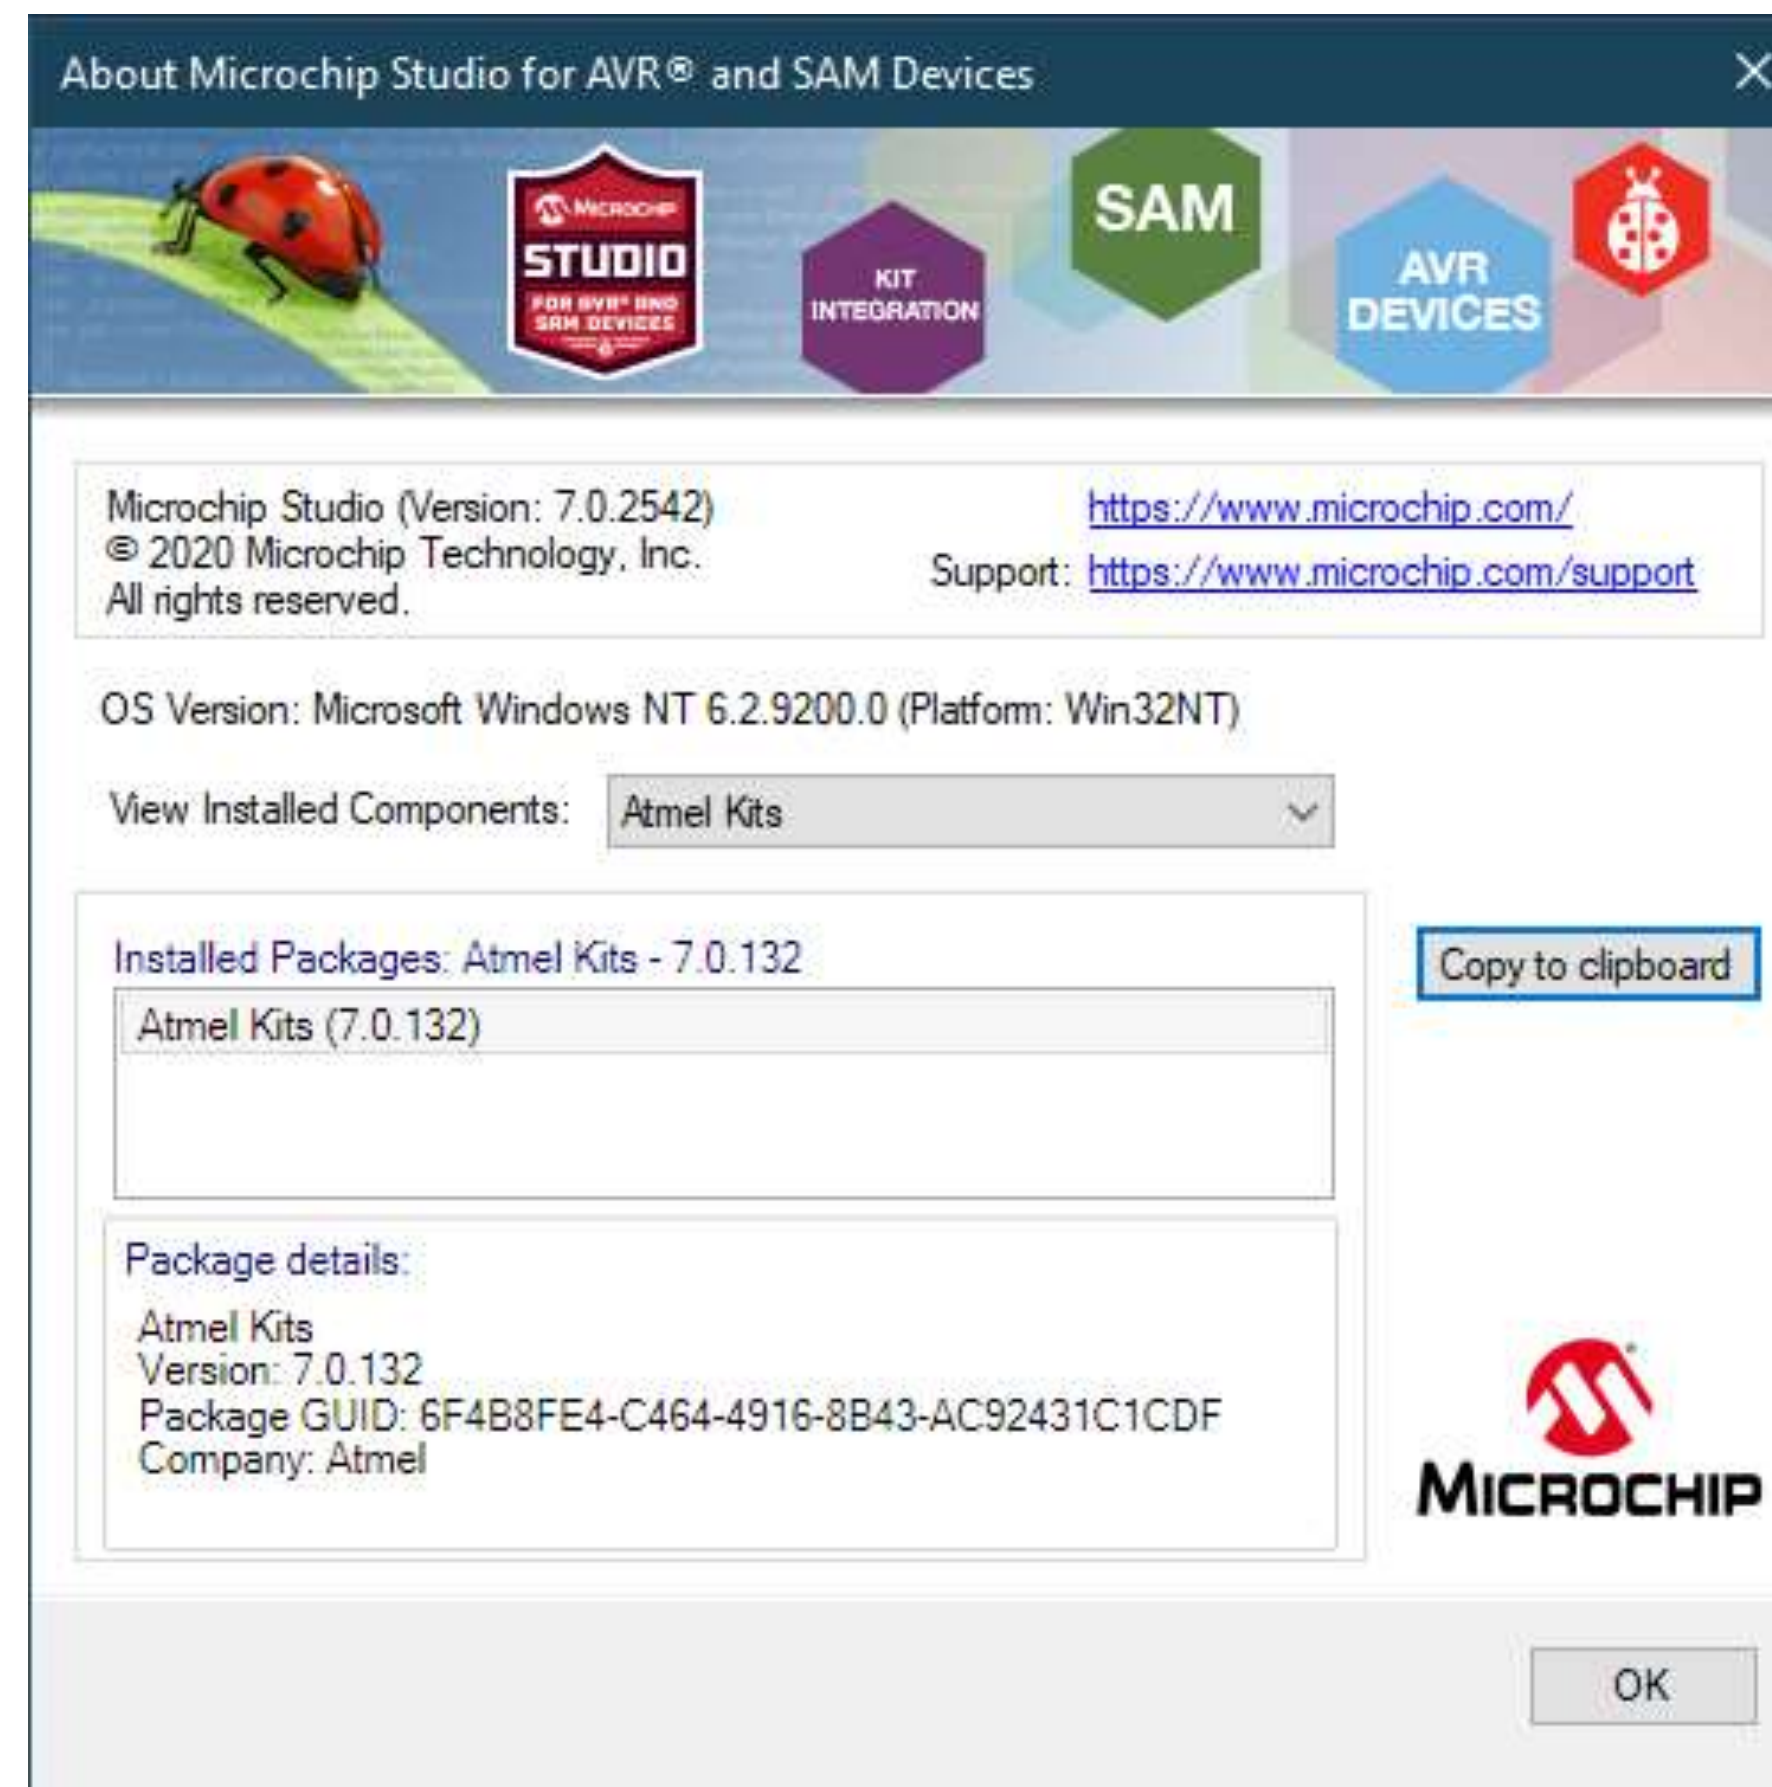 About Microchip Studio for AVR® and SAM Devices
MICROCHIP
STUDIO
FOR AVR® AND
SAM DEVICES
KIT
INTEGRATION
SAM
AVR
DEVICES
Microchip Studio (Version: 7.0.2542)
© 2020 Microchip Technology, Inc.
All rights reserved.
https://www.microchip.com/
Support: https://www.microchip.com/support
OS Version: Microsoft Windows NT 6.2.9200.0 (Platform: Win32NT)
View Installed Components: Atmel Kits
Installed Packages: Atmel Kits - 7.0.132
Copy to clipboard
Atmel Kits (7.0.132)
Package details:
Atmel Kits
Version: 7.0.132
Package GUID: 6F4B8FE4-C464-4916-8B43-AC92431C1CDF
Company: Atmel
MICROCHIP
OK